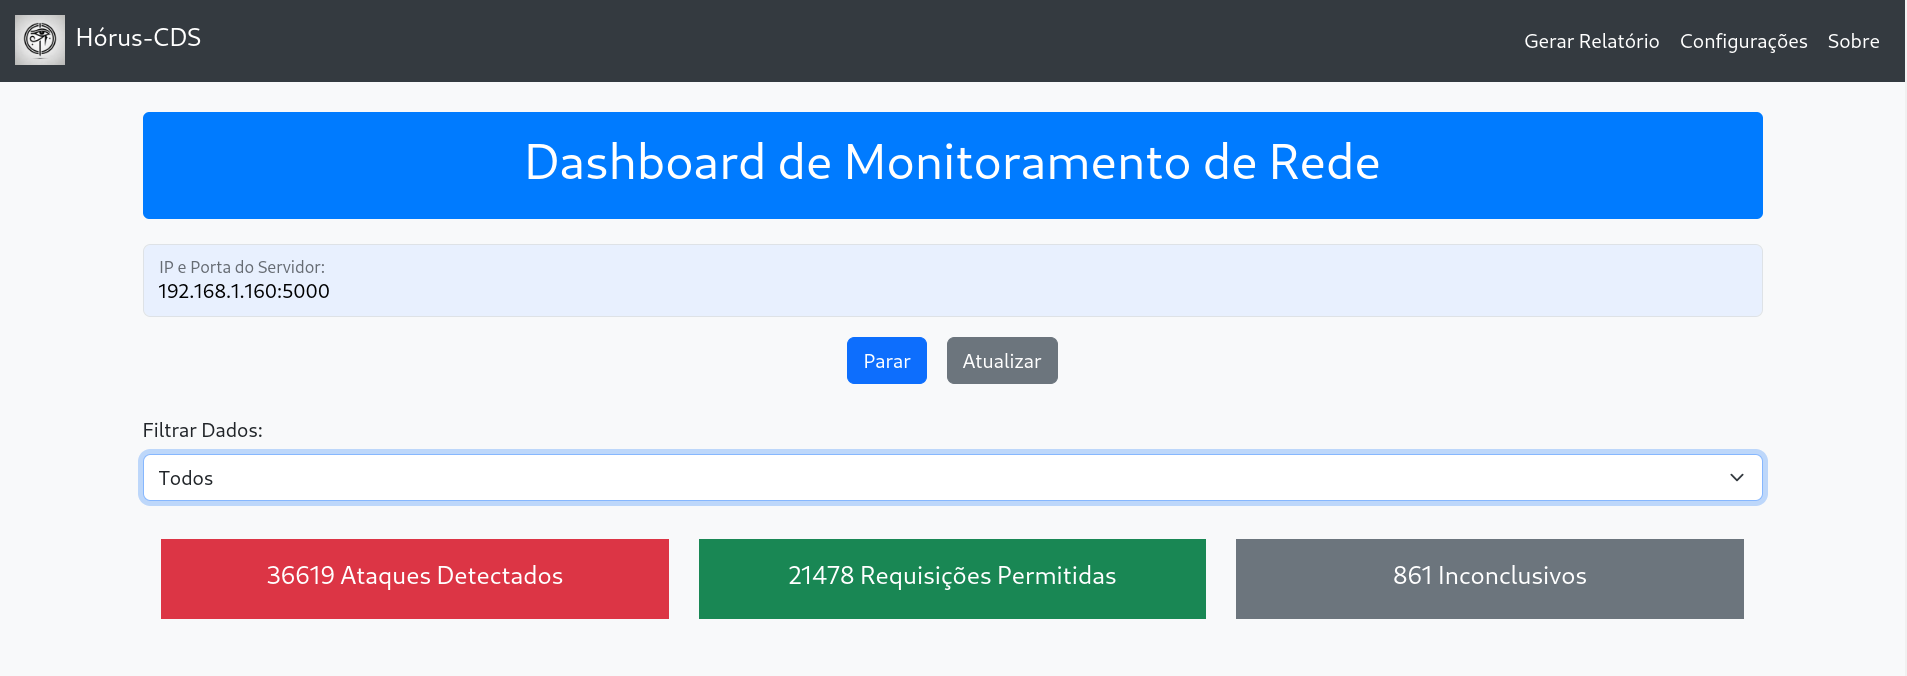 Hórus-CDS
Gerar Relatório Configurações Sobre
Dashboard de Monitoramento de Rede
IP e Porta do Servidor:
192.168.1.160:5000
Parar Atualizar
Filtrar Dados:
Todos
36619 Ataques Detectados 21478 Requisições Permitidas 861 Inconclusivos